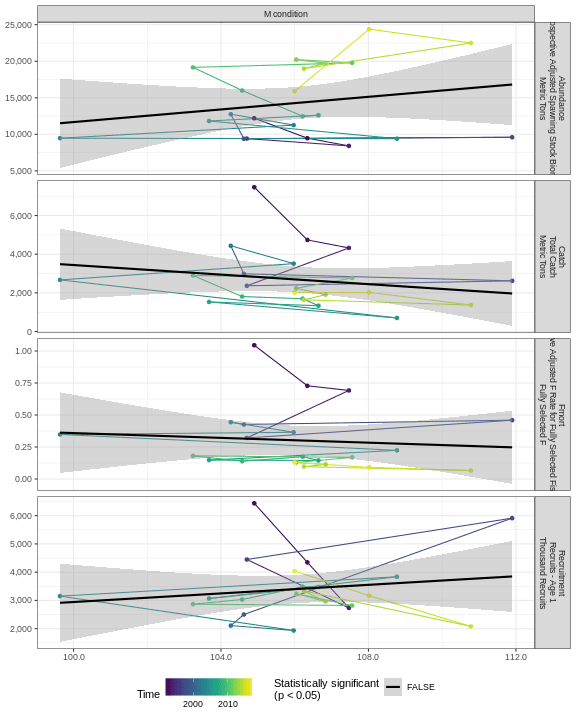 M condition
25,000
20,000
15,000
10,000
5,000
Abundance
Adjusted Spawning Stock
Metric Tons
6,000
4,000
2,000
0
Catch
Total Catch
Metric Tons
1.00
0.75
0.50
0.25
0.00
Fmort
Adjusted F Rate for Fully Selected
Fully Selected F
6,000
5,000
4,000
3,000
2,000
Recruitment
Recruits - Age 1
Thousand Recruits
100.0
104.0
108.0
112.0
Time
2000
2010
Statistically significant
(p < 0.05)
FALSE